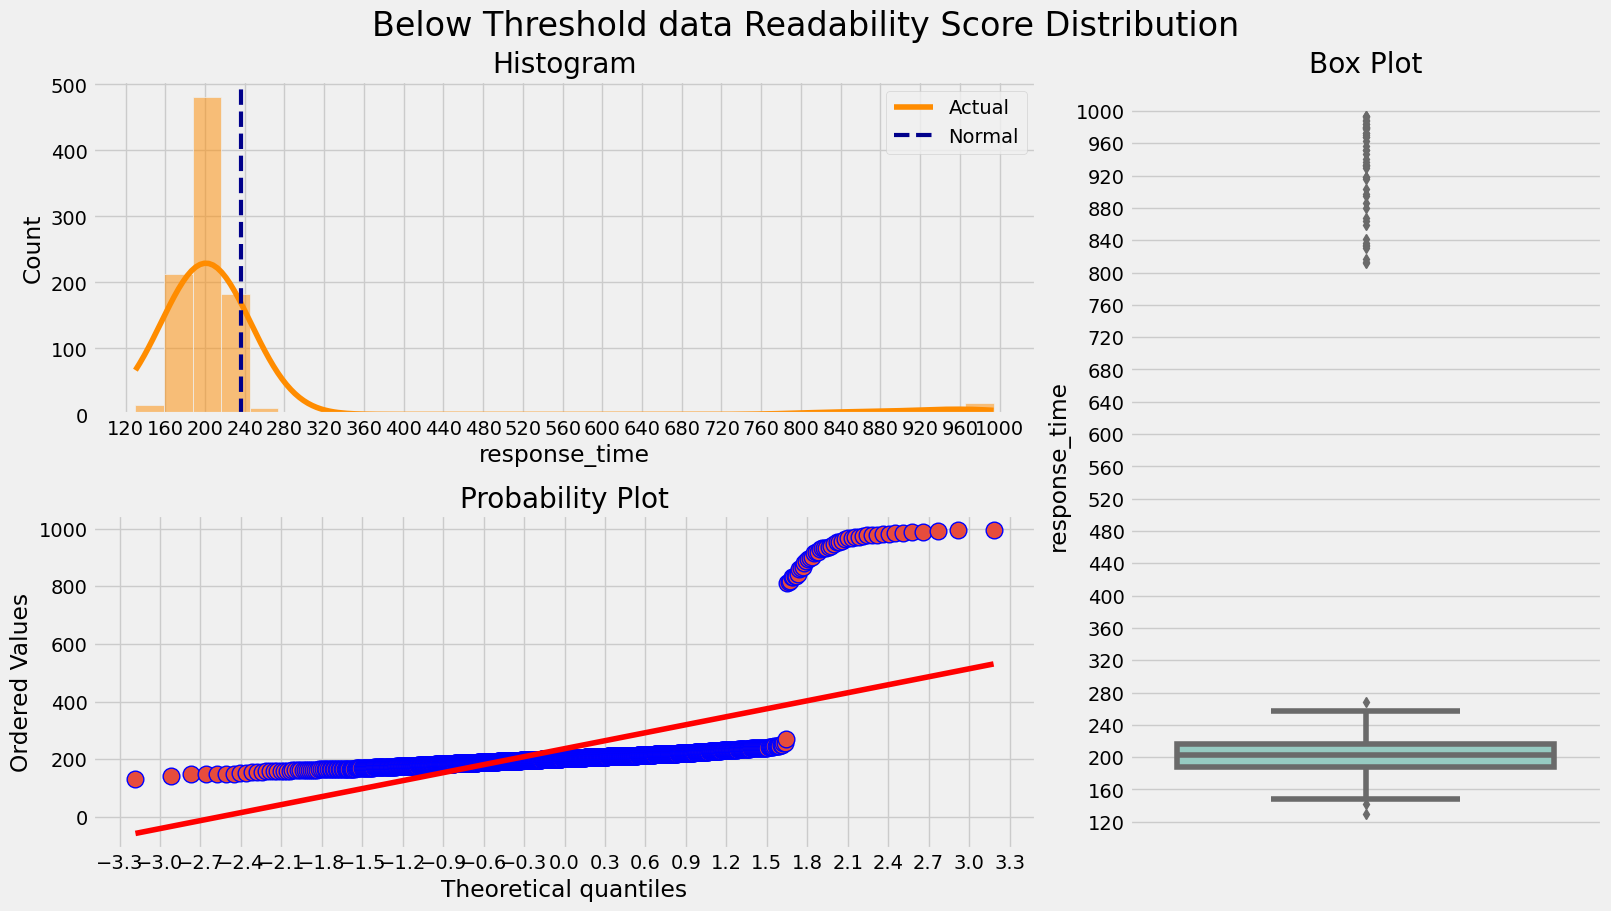 Below Threshold data Readability Score Distribution
Histogram
500
400
300
200
100
0
Count
Actual
Normal
120 160 200 240 280 320 360 400 440 480 520 560 600 640 680 720 760 800 840 880 920 960 1000
response_time
Probability Plot
1000
800
600
400
200
0
Ordered Values
−3.3 −3.0 −2.7 −2.4 −2.1 −1.8 −1.5 −1.2 −0.9 −0.6 −0.3 0.0 0.3 0.6 0.9 1.2 1.5 1.8 2.1 2.4 2.7 3.0 3.3
Theoretical quantiles
Box Plot
1000
960
920
880
840
800
760
720
680
640
600
560
520
480
440
400
360
320
280
240
200
160
120
response_time